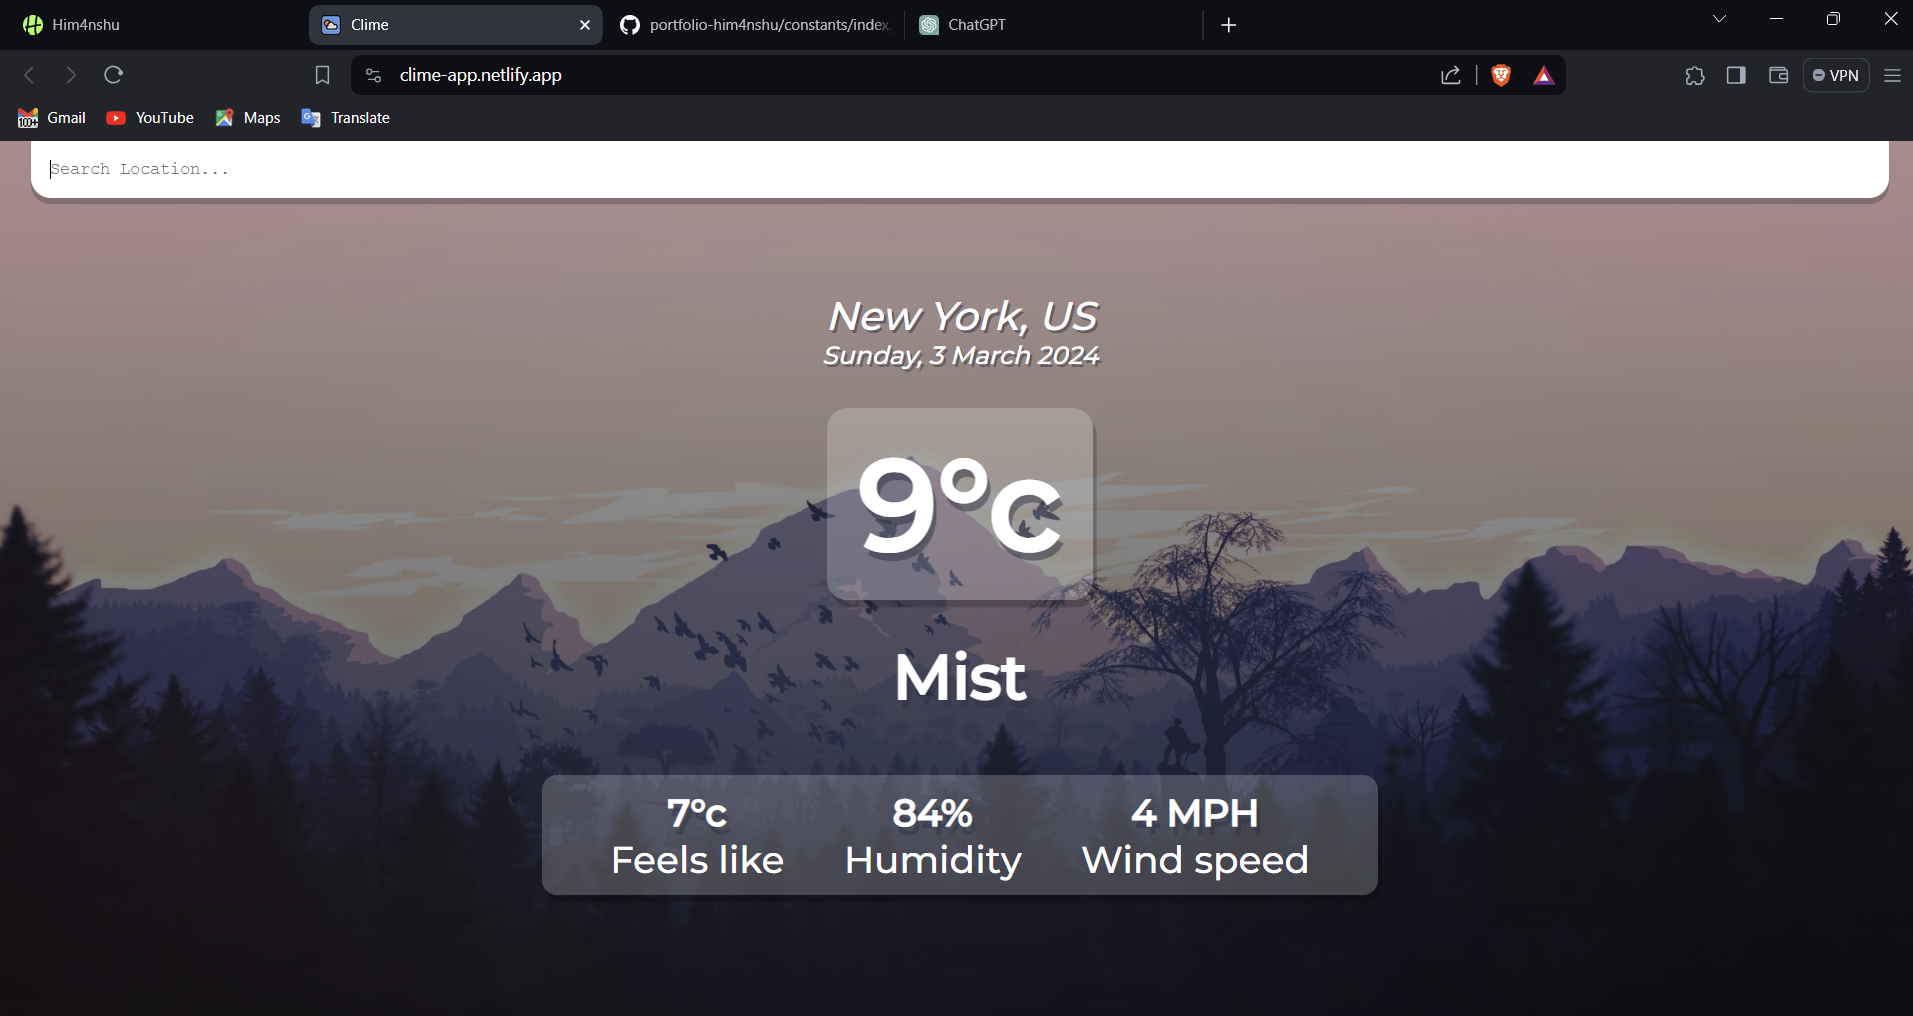 Him4nshu
Clime
portfolio-him4nshu/constants/index.
ChatGPT
clime-app.netlify.app
VPN
100+
Gmail
YouTube
Maps
Translate
Search Location...
New York, US
Sunday, 3 March 2024
9°c
Mist
7°c
84%
4 MPH
Feels like
Humidity
Wind speed